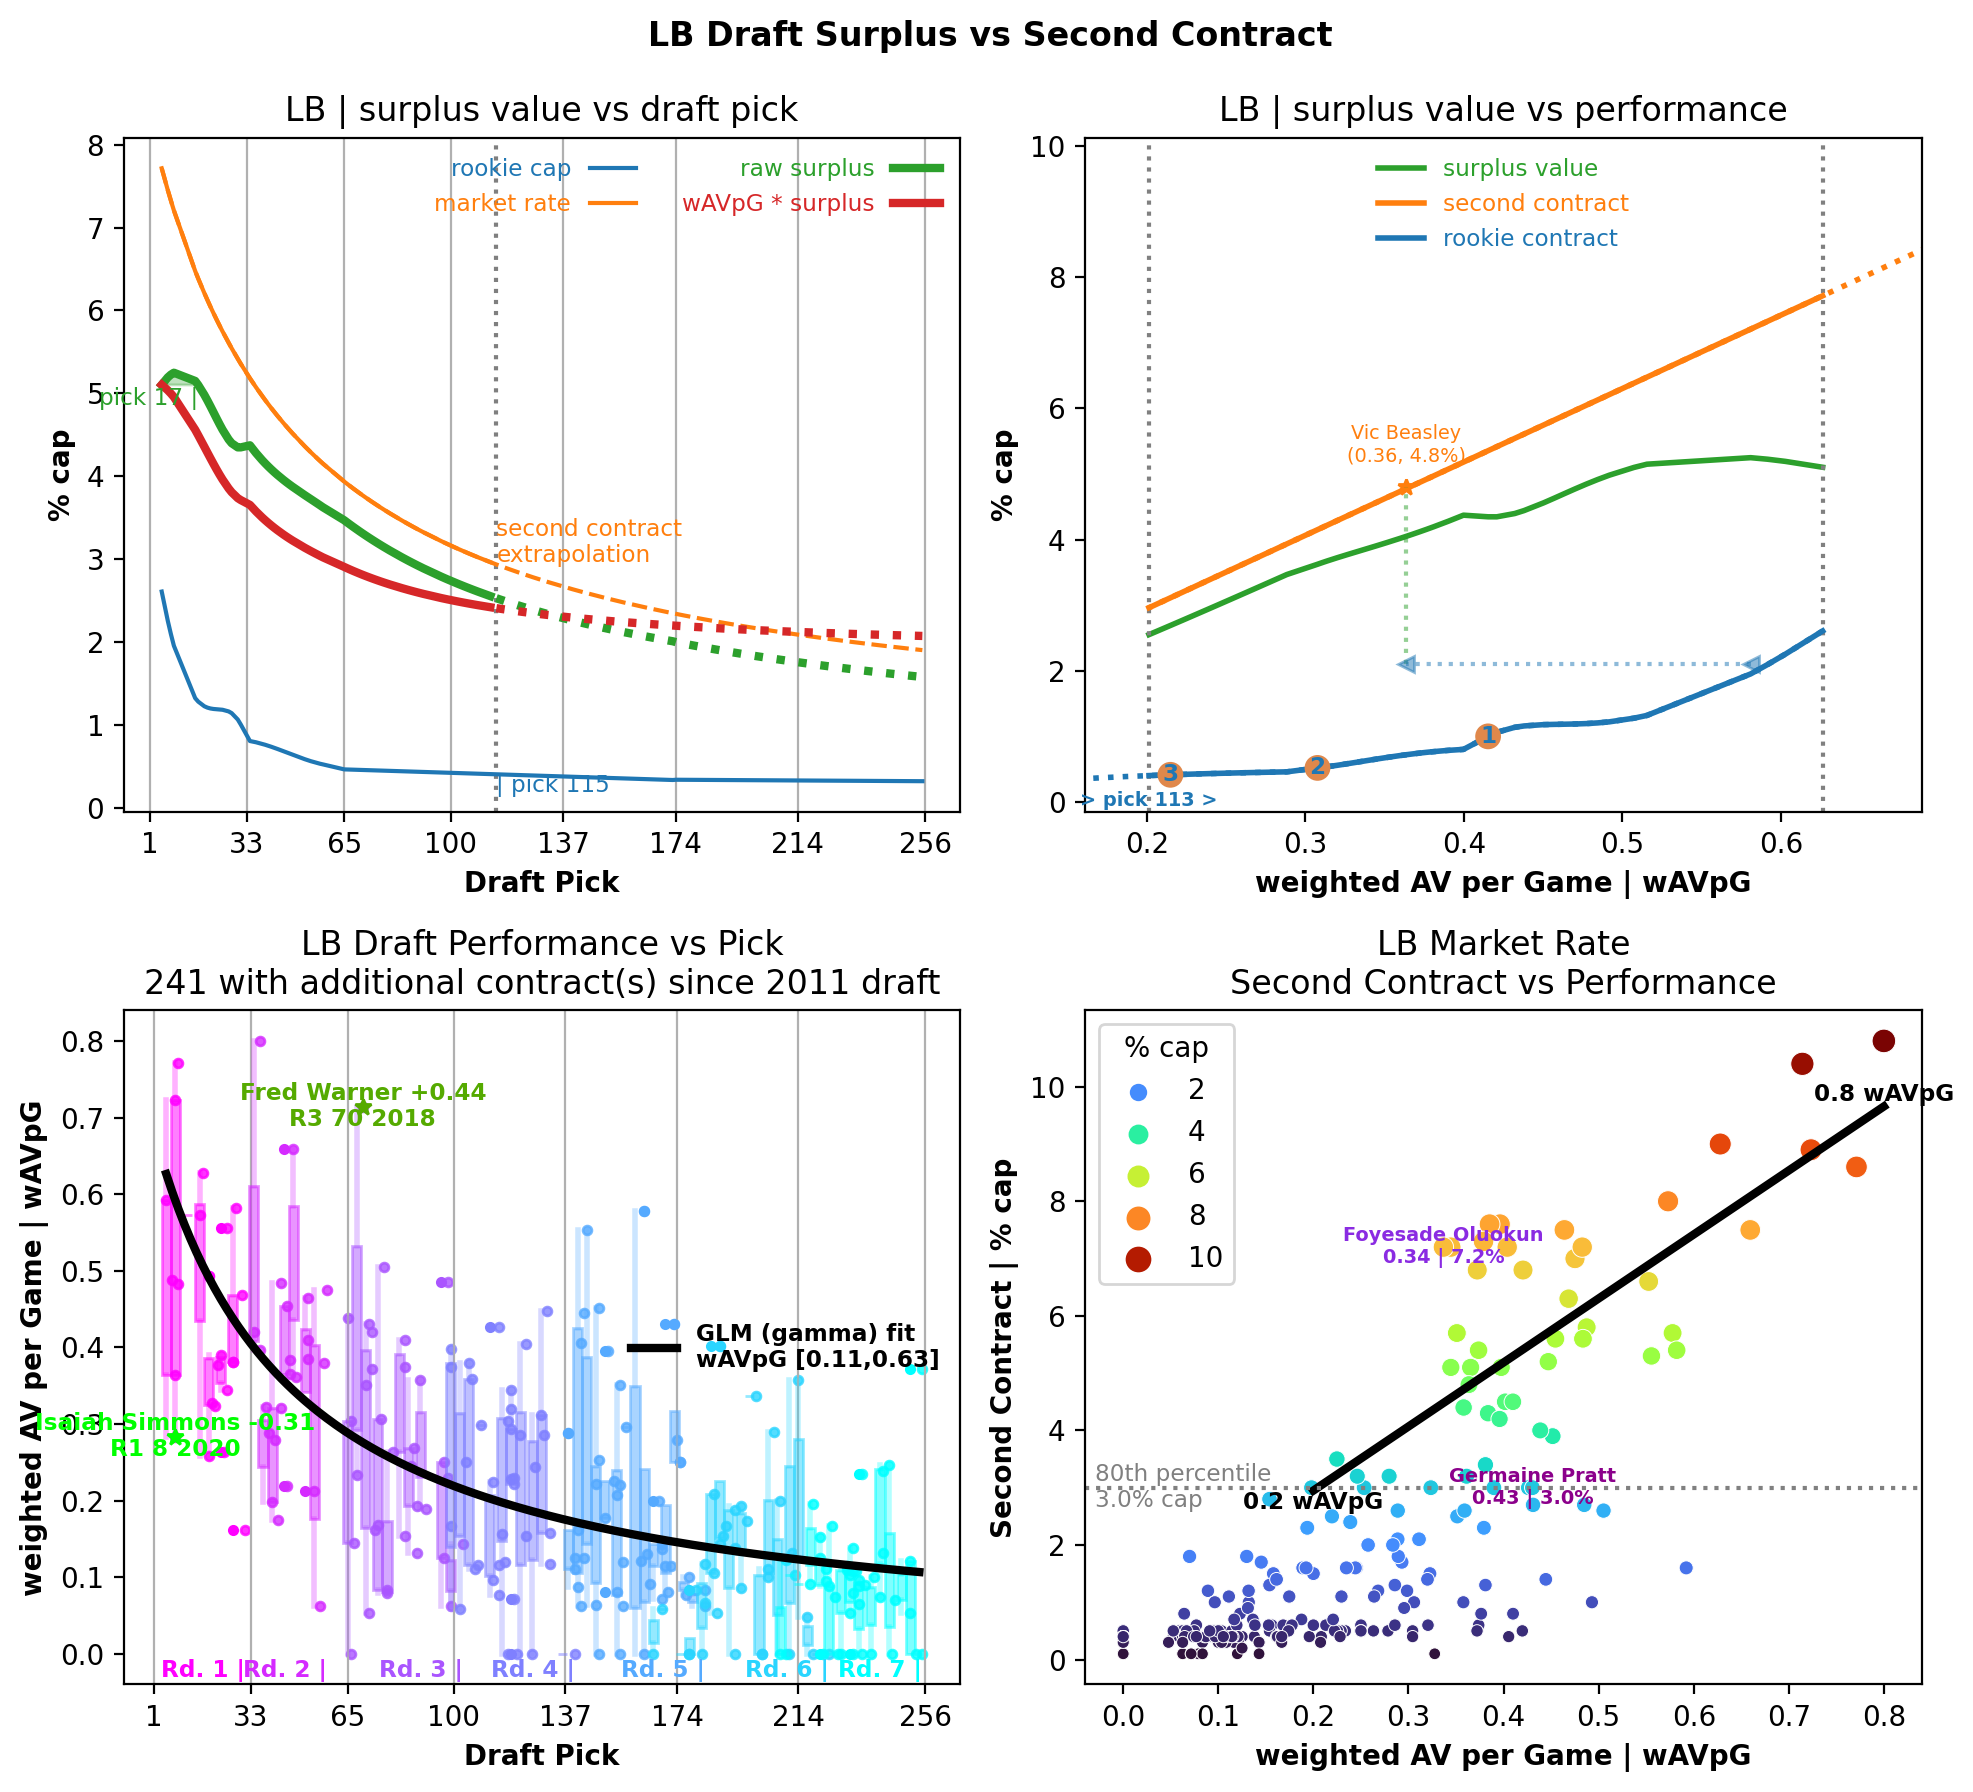 LB Draft Surplus vs Second Contract
LB | surplus value vs draft pick
8
7
6
5
4
3
2
1
0
% cap
rookie cap
market rate
raw surplus
wAVpG * surplus
pick 17 |
second contract
extrapolation
| pick 115
1
33
65
100
137
174
214
256
Draft Pick
LB | surplus value vs performance
10
8
6
4
2
0
% cap
surplus value
second contract
rookie contract
Vic Beasley
(0.36, 4.8%)
1
2
3
> pick 113 >
0.2
0.3
0.4
0.5
0.6
weighted AV per Game | wAVpG
LB Draft Performance vs Pick
241 with additional contract(s) since 2011 draft
0.8
0.7
0.6
0.5
0.4
0.3
0.2
0.1
0.0
weighted AV per Game | wAVpG
Fred Warner +0.44
R3 70 2018
GLM (gamma) fit
wAVpG [0.11,0.63]
Isaiah Simmons -0.31
R1 8 2020
Rd. 1 |
Rd. 2 |
Rd. 3 |
Rd. 4 |
Rd. 5 |
Rd. 6 |
Rd. 7 |
1
33
65
100
137
174
214
256
Draft Pick
LB Market Rate
Second Contract vs Performance
10
8
6
4
2
0
Second Contract | % cap
% cap
2
4
6
8
10
0.8 wAVpG
Foyesade Oluokun
0.34 | 7.2%
80th percentile
3.0% cap
0.2 wAVpG
Germaine Pratt
0.43 | 3.0%
0.0
0.1
0.2
0.3
0.4
0.5
0.6
0.7
0.8
weighted AV per Game | wAVpG